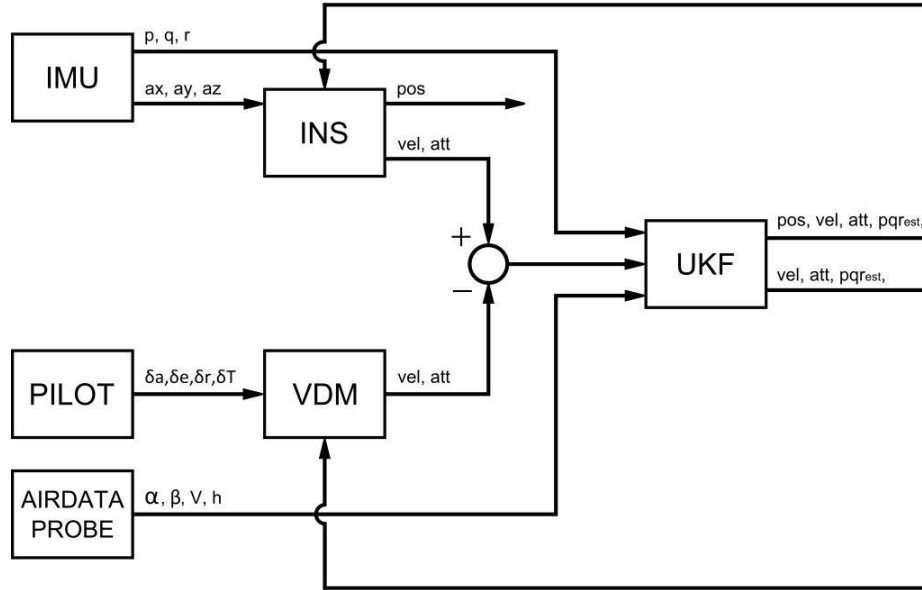 p, q, r
IMU
ax, ay, az
pos
INS
vel, att
+
pos, vel, att, pqrest,
UKF
−
vel, att, pqrest,
δa,δe,δr,δT
vel, att
PILOT
VDM
AIRDATA
PROBE
α, β, V, h